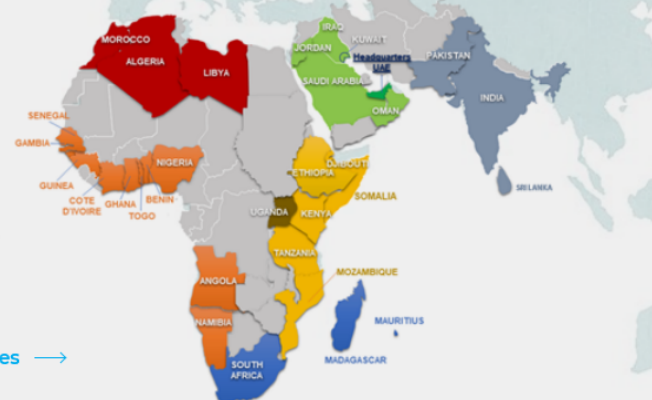 IRAQ
MOROCCO
JORDAN
KUWAIT
PAKISTAN
Headquarters
UAE
ALGERIA
LIBYA
SAUDI ARABIA
INDIA
OMAN
SENEGAL
GAMBIA
NIGERIA
DJIBOUTI
ETHIOPIA
GUINEA
SRI LANKA
SOMALIA
COTE
D'IVOIRE
GHANA
BENIN
TOGO
UGANDA
KENYA
TANZANIA
MOZAMBIQUE
ANGOLA
NAMIBIA
MAURITIUS
es →
MADAGASCAR
SOUTH
AFRICA